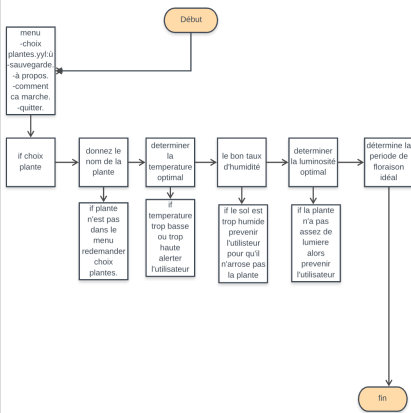 Début
menu
-choix
plantes.yyl:ù
-sauvegarde.
-à propos.
-comment
ca marche.
-quitter.
if choix
plante
donnez le
nom de la
plante
determiner
la
temperature
optimal
le bon taux
d'humidité
determiner
la luminosité
optimal
détermine la
periode de
floraison
idéal
if plante
n'est pas
dans le
menu
redemander
choix
plantes.
if
temperature
trop basse
ou trop
haute
alerter
l'utilisateur
if le sol est
trop humide
prevenir
l'utilisteur
pour qu'il
n'arrose pas
la plante
if la plante
n'a pas
assez de
lumiere
alors
prevenir
l'utilisateur
fin